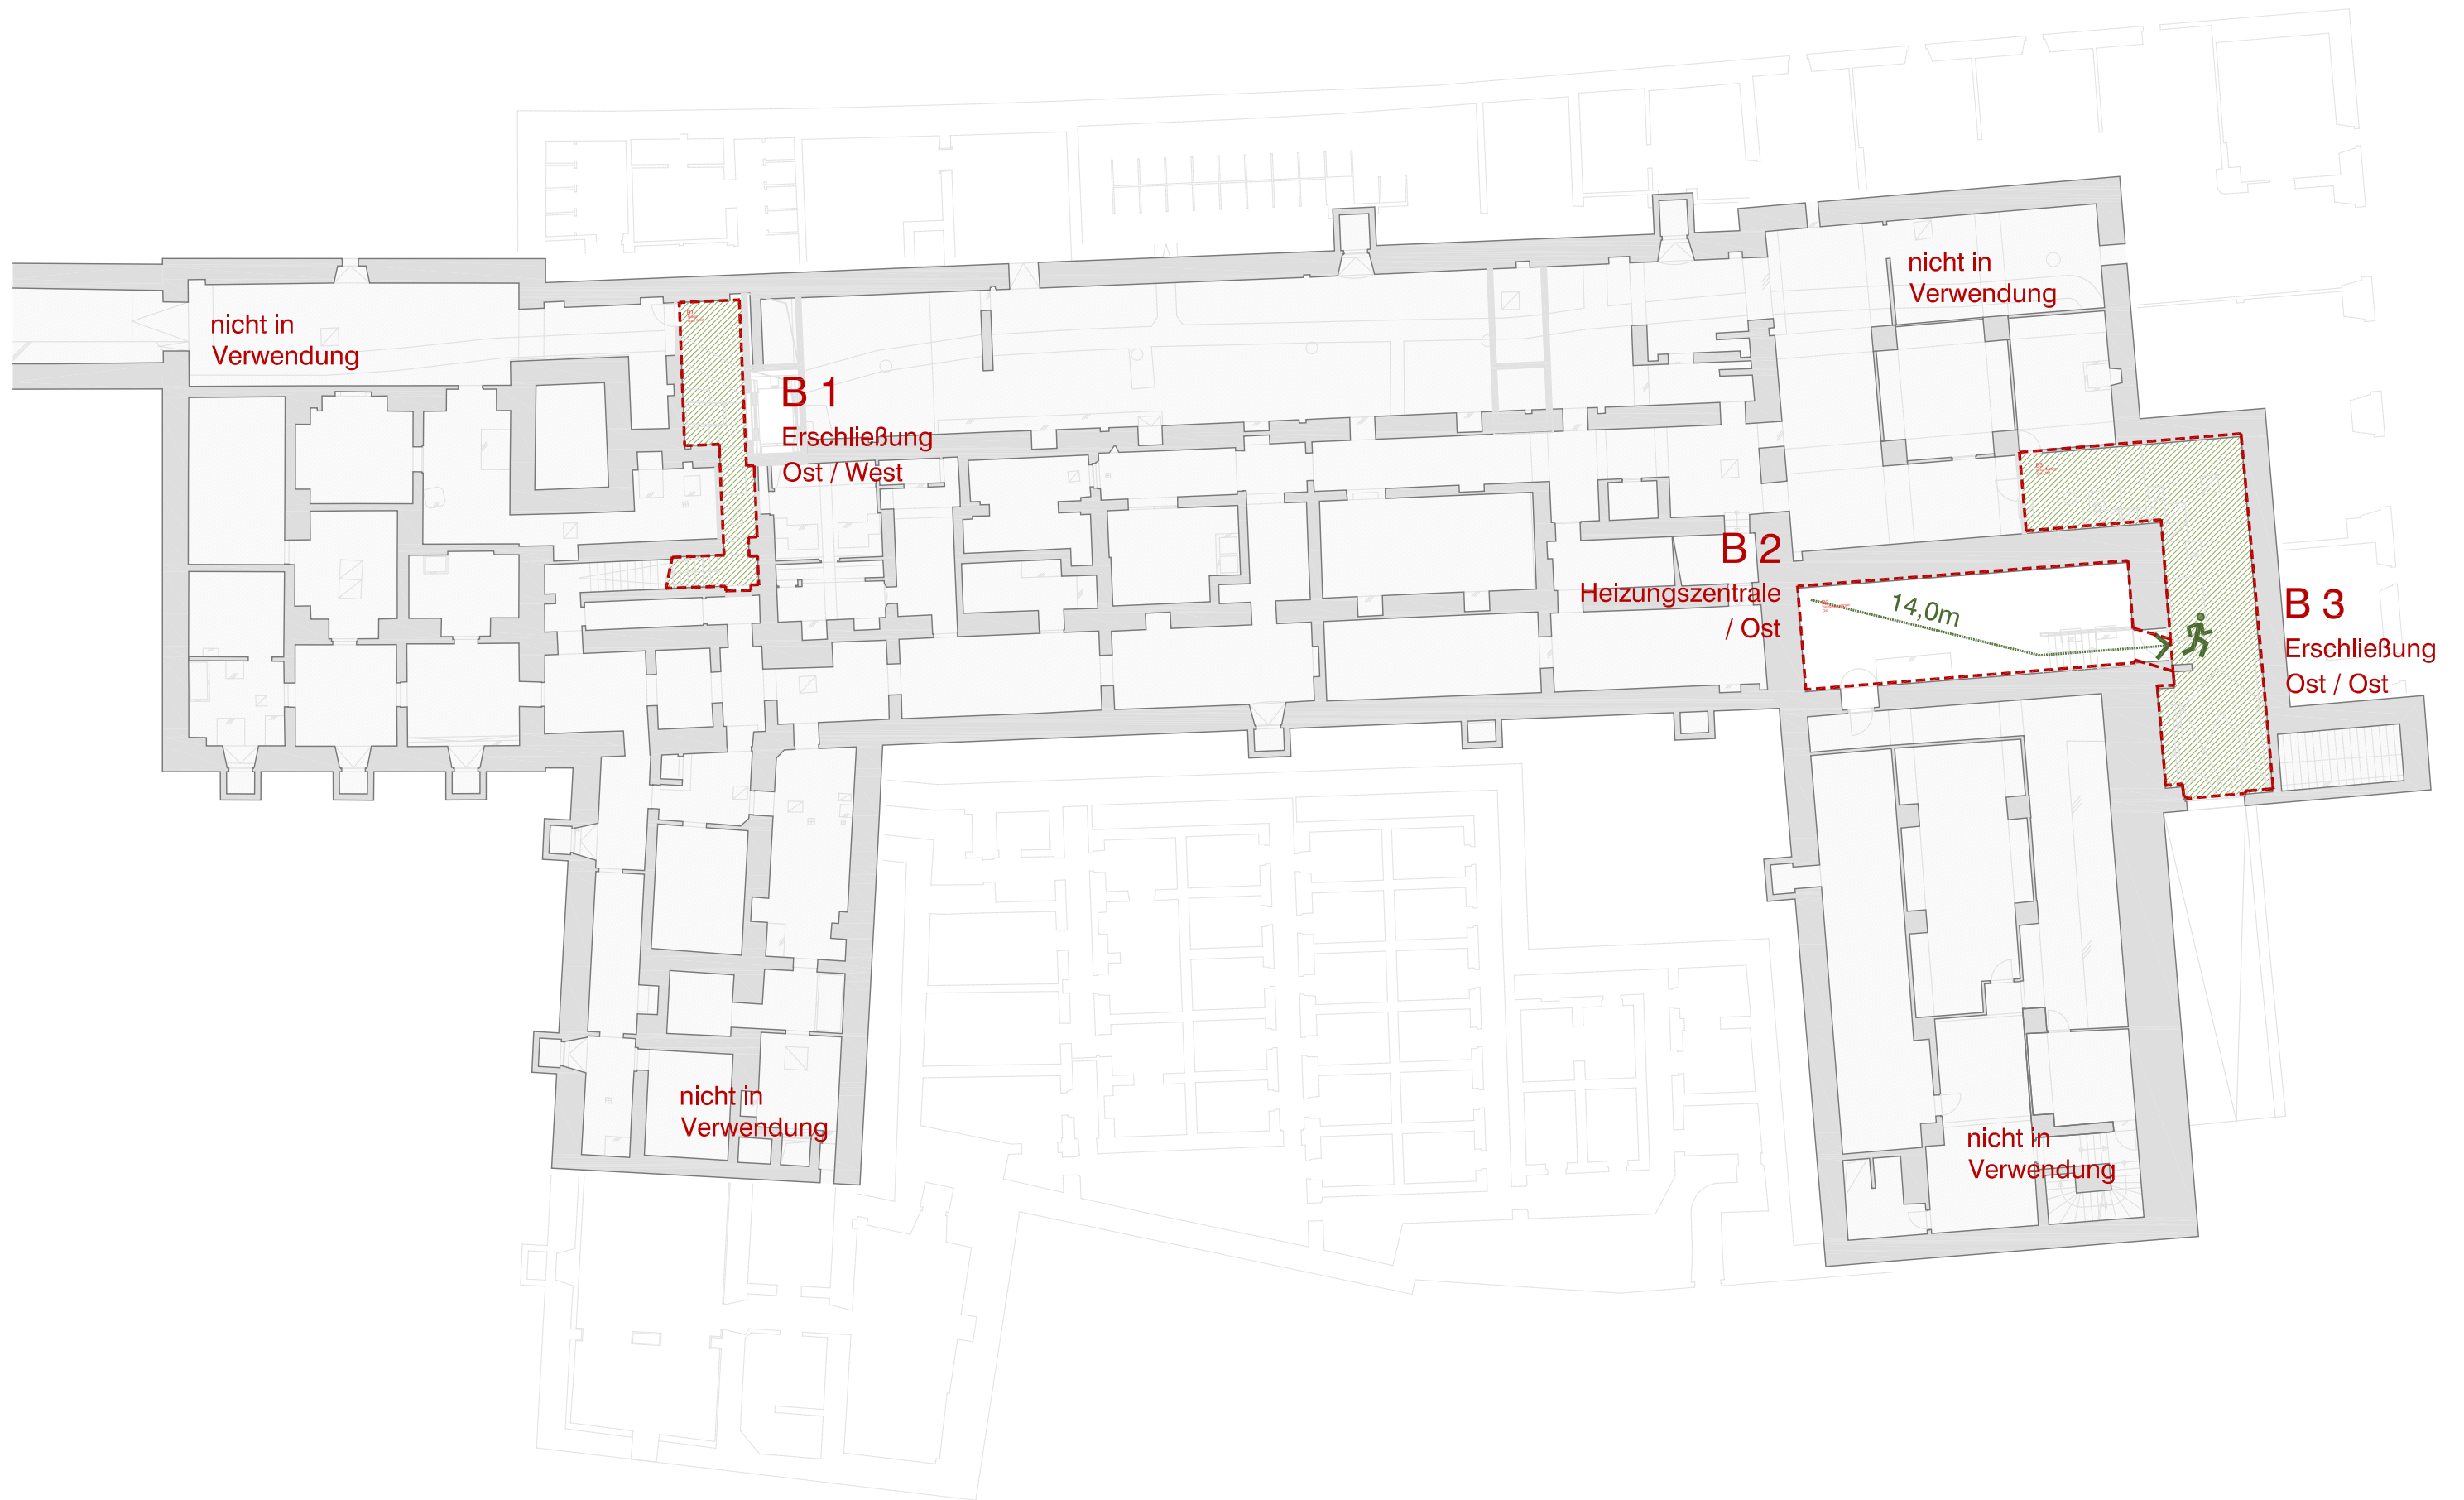 nicht in
Verwendung
nicht in
Verwendung
B 1
Erschließung
Ost / West
B 2
Heizungszentrale
/ Ost
14,0m
B 3
Erschließung
Ost / Ost
nicht in
Verwendung
nicht in
Verwendung